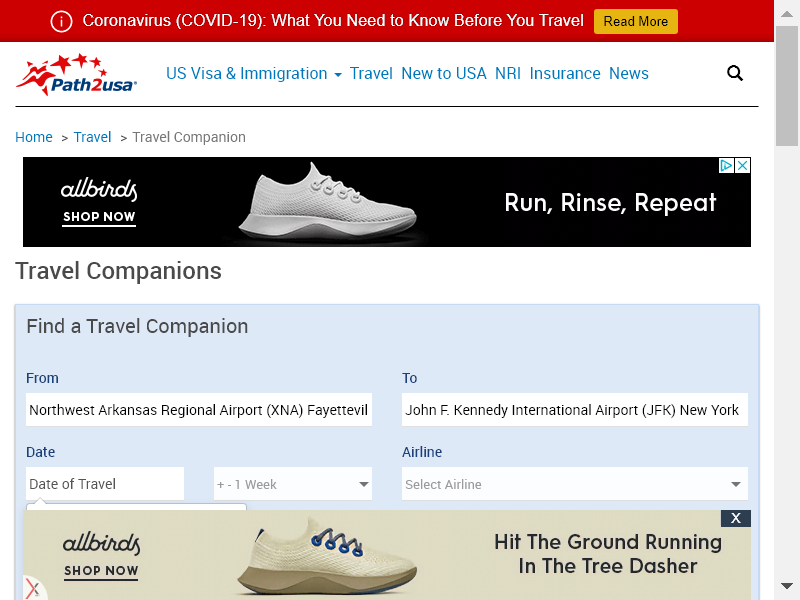 Coronavirus (COVID-19): What You Need to Know Before You Travel Read More
Path2usa
US Visa & Immigration Travel New to USA NRI Insurance News
Home > Travel > Travel Companion
allbirds
SHOP NOW
Run, Rinse, Repeat
Travel Companions
Find a Travel Companion
From
To
Northwest Arkansas Regional Airport (XNA) Fayettevil
John F. Kennedy International Airport (JFK) New York
Date
Airline
Date of Travel
+ - 1 Week
Select Airline
X
allbirds
SHOP NOW
Hit The Ground Running
In The Tree Dasher